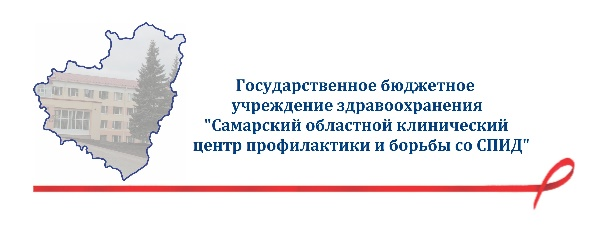 Государственное бюджетное
учреждение здравоохранения
"Самарский областной клинический
центр профилактики и борьбы со СПИД"